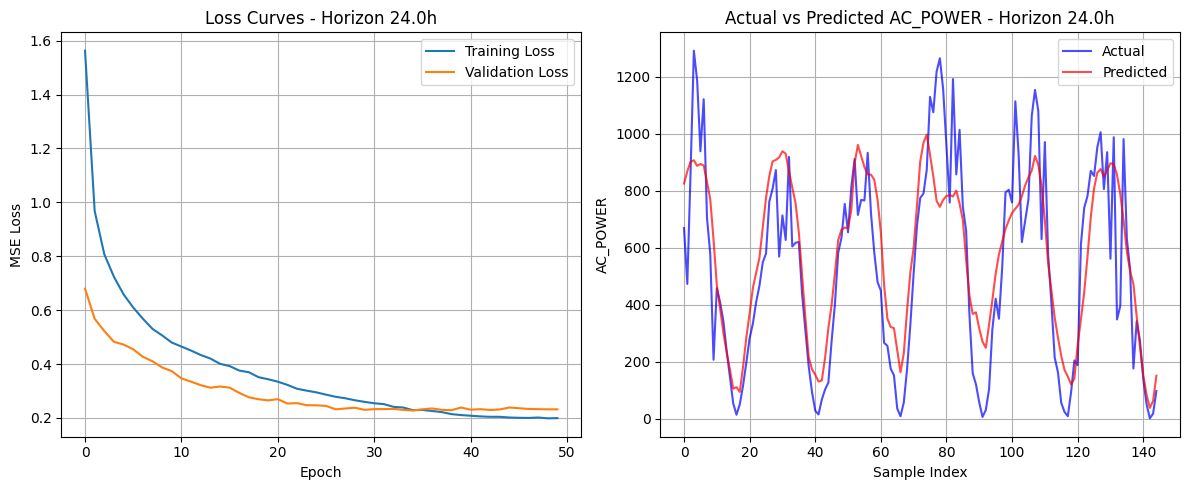 Loss Curves - Horizon 24.0h
MSE Loss
1.6
1.4
1.2
1.0
0.8
0.6
0.4
0.2
Training Loss
Validation Loss
0 10 20 30 40 50
Epoch
Actual vs Predicted AC_POWER - Horizon 24.0h
AC_POWER
1200
1000
800
600
400
200
0
Actual
Predicted
0 20 40 60 80 100 120 140
Sample Index